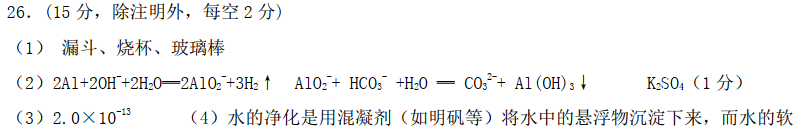 26．(15 分，除注明外，每空 2 分)
（1） 漏斗、烧杯、玻璃棒
（2）2Al+2OH⁻+2H₂O══2AlO₂⁻+3H₂↑ AlO₂⁻+ HCO₃⁻ +H₂O ══ CO₃²⁻+ Al(OH)₃↓ K₂SO₄（1 分）
（3）2.0×10⁻¹³ （4）水的净化是用混凝剂（如明矾等）将水中的悬浮物沉淀下来，而水的软